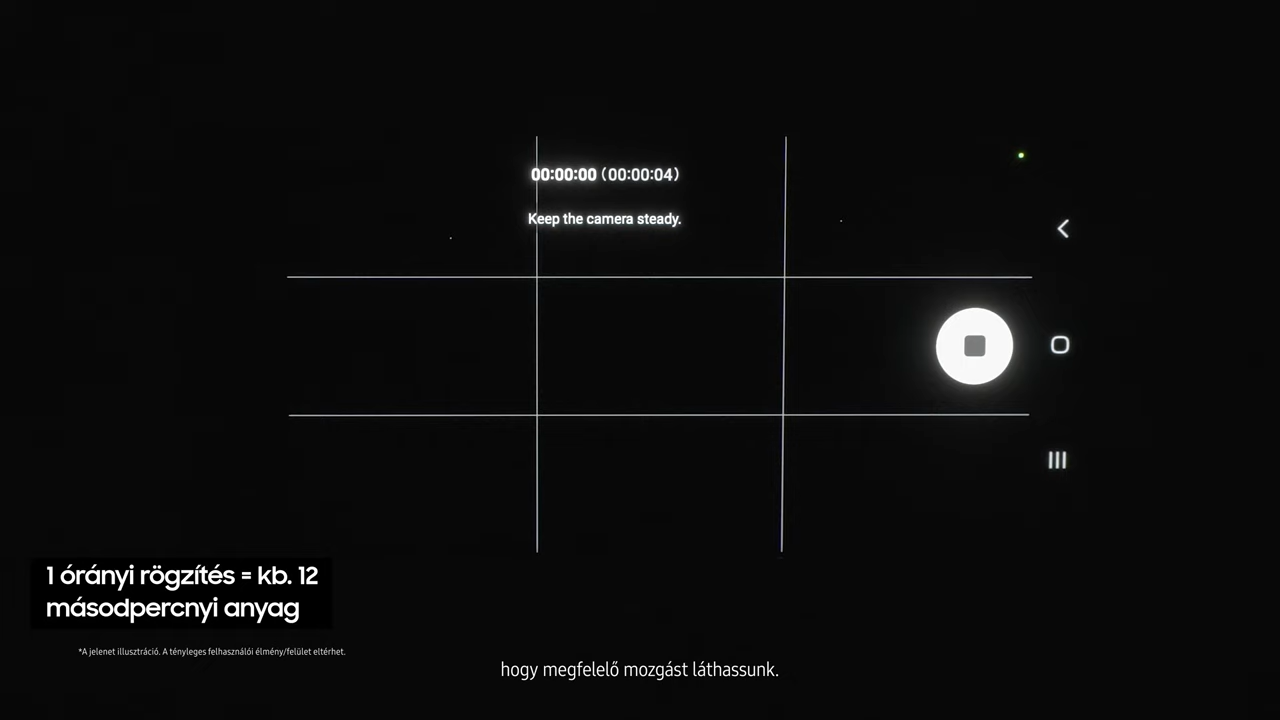 00:00:00 (00:00:04)
Keep the camera steady.
1 órányi rögzítés = kb. 12
másodpercnyi anyag
*A jelenet illusztráció. A tényleges felhasználói élmény/felület eltérhet.
hogy megfelelő mozgást láthassunk.